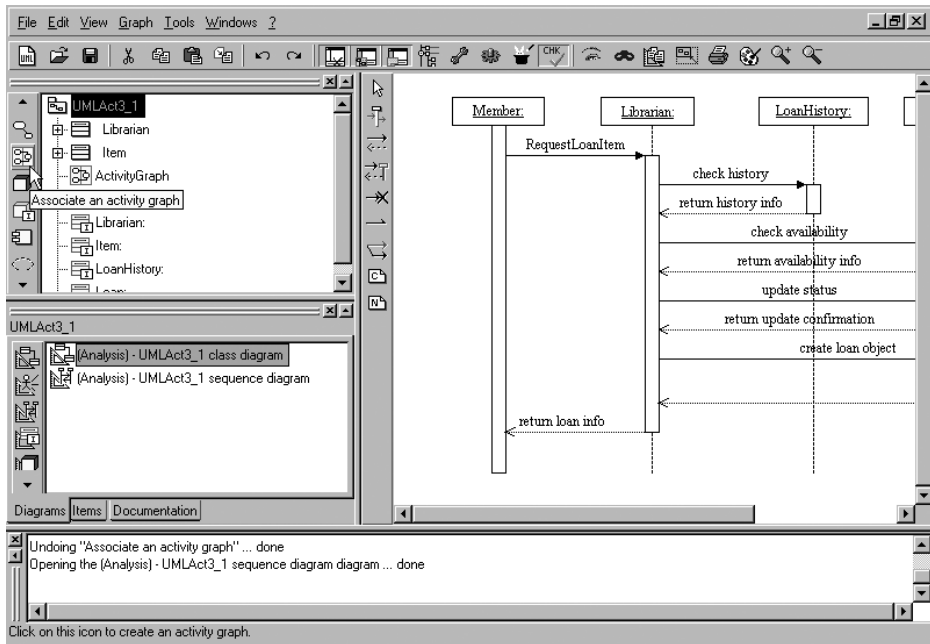 File Edit View Graph Tools Windows ?
UML
CHK
UMLAct3_1
Librarian
Item
ActivityGraph
Associate an activity graph
Librarian:
Item:
LoanHistory:
Loan:
C
N
Member:
Librarian:
LoanHistory:
RequestLoanItem
check history
return history info
check availability
return availability info
update status
return update confirmation
create loan object
return loan info
UMLAct3_1
(Analysis) - UMLAct3_1 class diagram
(Analysis) - UMLAct3_1 sequence diagram
Diagrams Items Documentation
Undoing "Associate an activity graph" ... done
Opening the (Analysis) - UMLAct3_1 sequence diagram diagram ... done
Click on this icon to create an activity graph.